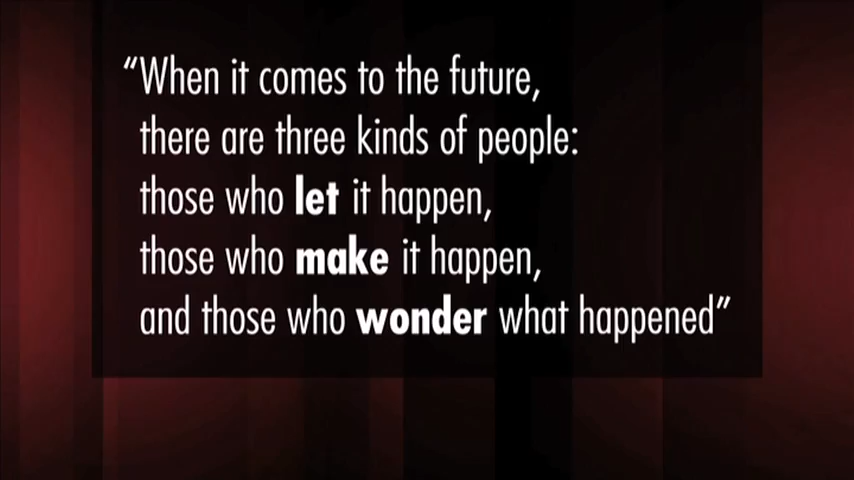 “When it comes to the future,
there are three kinds of people:
those who let it happen,
those who make it happen,
and those who wonder what happened”